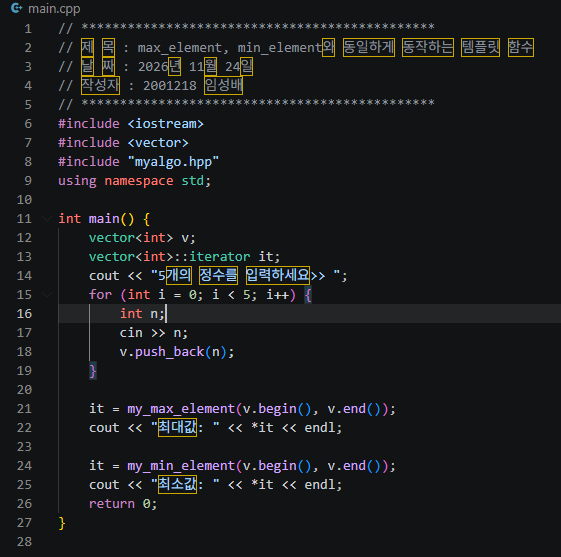 main.cpp
1 // *********************************************
2 // 제 목 : max_element, min_element와 동일하게 동작하는 템플릿 함수
3 // 날 짜 : 2026년 11월 24일
4 // 작성자 : 2001218 임성배
5 // *********************************************
6 #include <iostream>
7 #include <vector>
8 #include "myalgo.hpp"
9 using namespace std;
10
11 int main() {
12     vector<int> v;
13     vector<int>::iterator it;
14     cout << "5개의 정수를 입력하세요>> ";
15     for (int i = 0; i < 5; i++) {
16         int n;
17         cin >> n;
18         v.push_back(n);
19     }
20
21     it = my_max_element(v.begin(), v.end());
22     cout << "최대값: " << *it << endl;
23
24     it = my_min_element(v.begin(), v.end());
25     cout << "최소값: " << *it << endl;
26     return 0;
27 }
28